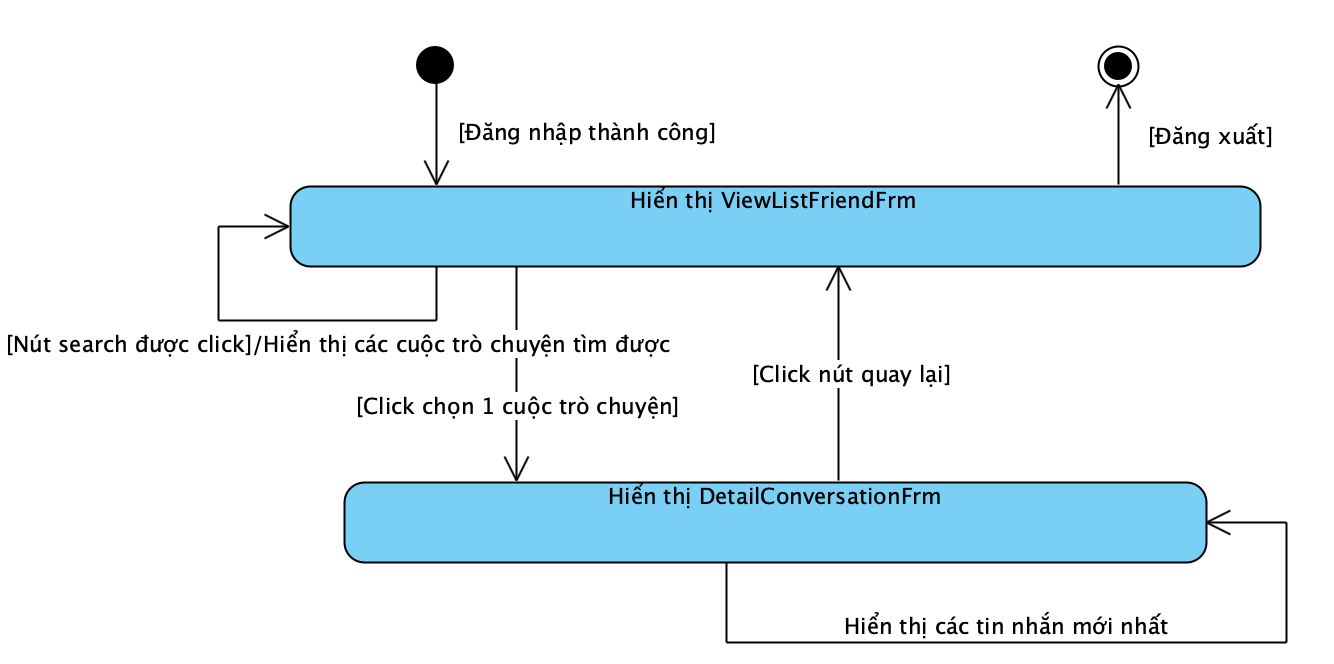 [Đăng nhập thành công]
[Đăng xuất]
Hiển thị ViewListFriendFrm
[Nút search được click]/Hiển thị các cuộc trò chuyện tìm được
[Click nút quay lại]
[Click chọn 1 cuộc trò chuyện]
Hiển thị DetailConversationFrm
Hiển thị các tin nhắn mới nhất